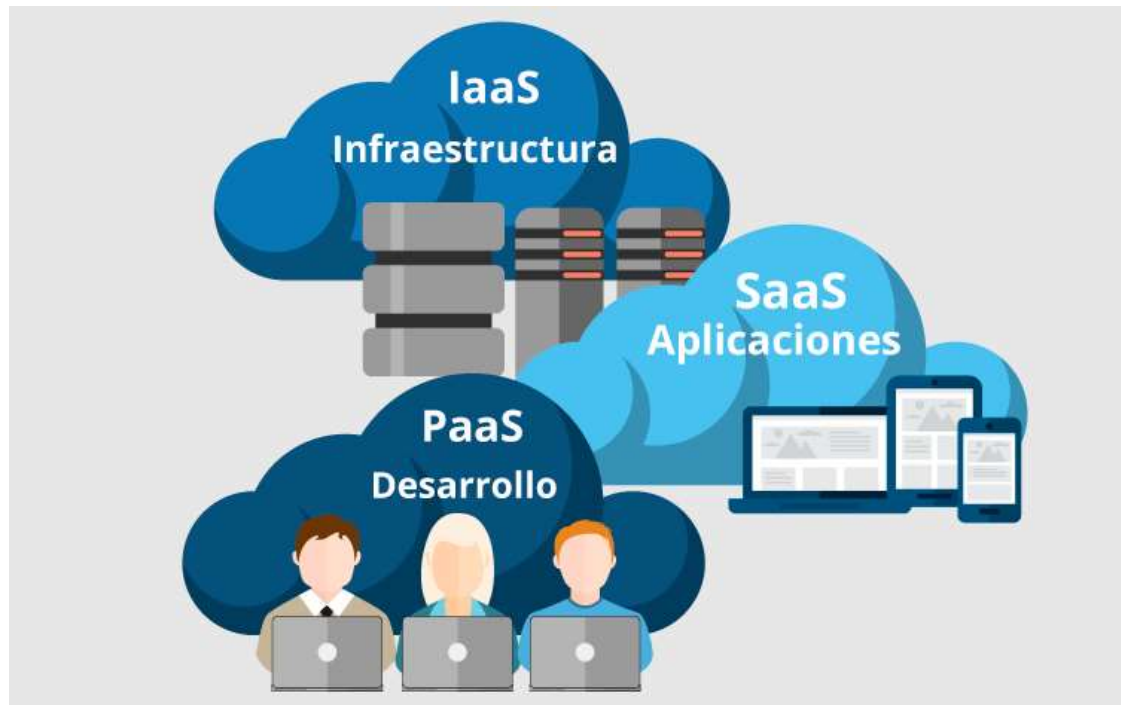 IaaS
Infraestructura
SaaS
Aplicaciones
PaaS
Desarrollo